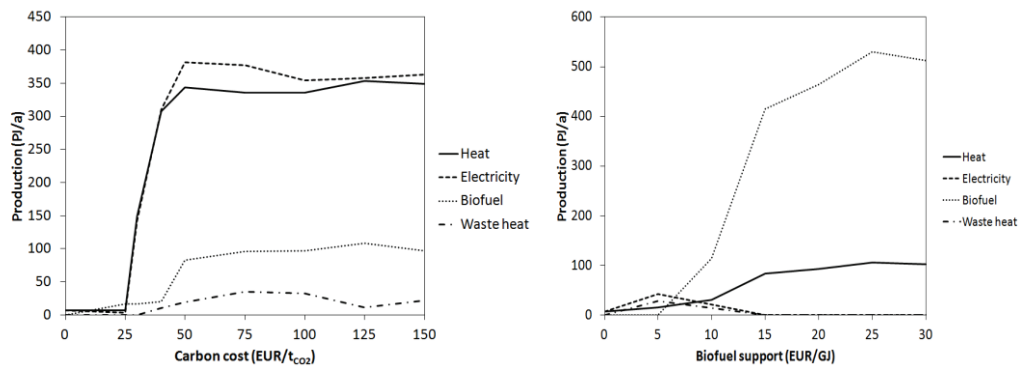 450
400
350
300
250
200
150
100
50
0
Production (PJ/a)
0 25 50 75 100 125 150
Carbon cost (EUR/tCO2)
Heat
Electricity
Biofuel
Waste heat
600
500
400
300
200
100
0
Production (PJ/a)
0 5 10 15 20 25 30
Biofuel support (EUR/GJ)
Heat
Electricity
Biofuel
Waste heat